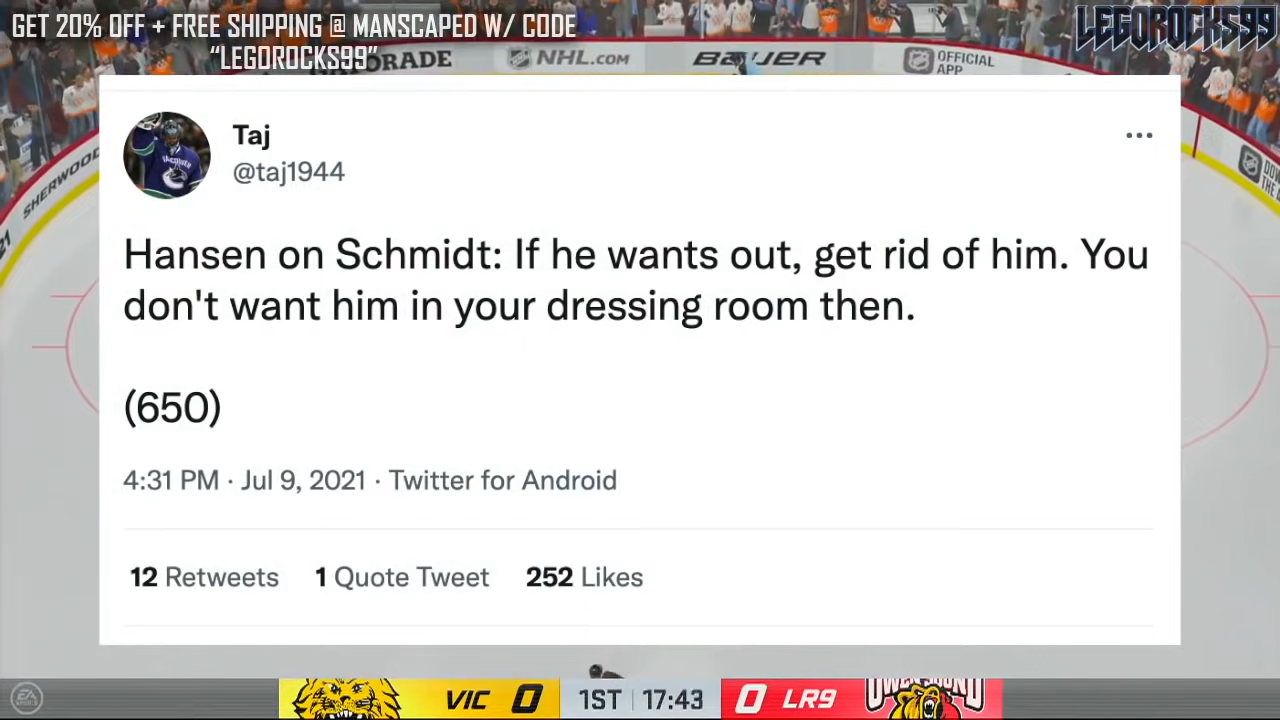 GET 20% OFF + FREE SHIPPING @ MANSCAPED W/ CODE
"LEGOROCKS99"
LEGOROCKS99
NHL.COM
BAUER
OFFICIAL
APP
SHERWOOD
Taj
@taj1944
Hansen on Schmidt: If he wants out, get rid of him. You
don't want him in your dressing room then.
(650)
4:31 PM · Jul 9, 2021 · Twitter for Android
12 Retweets 1 Quote Tweet 252 Likes
VIC 0 1ST 17:43 0 LR9